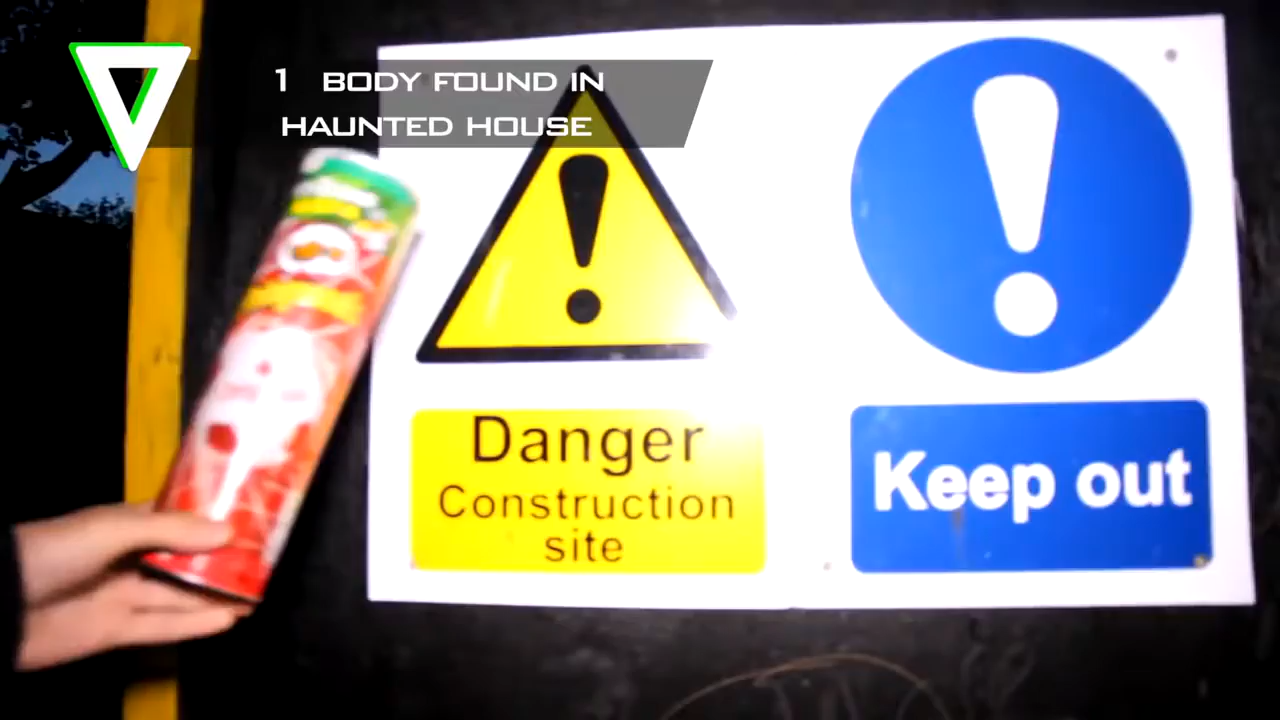 1 BODY FOUND IN
HAUNTED HOUSE
Danger
Construction
site
Keep out